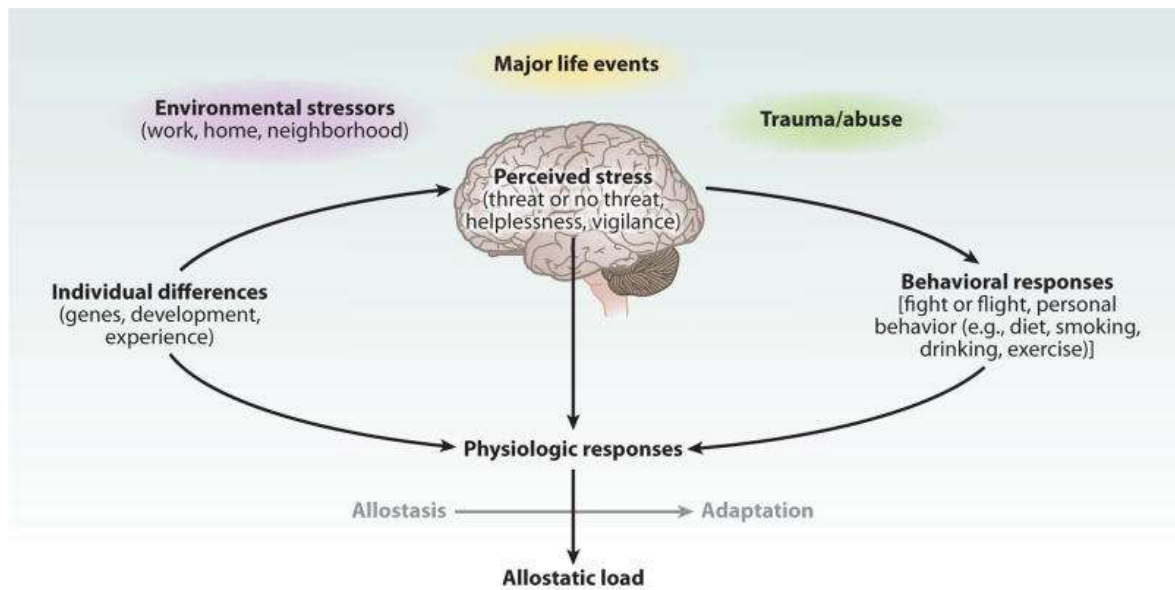 Major life events
Environmental stressors
(work, home, neighborhood)
Trauma/abuse
Perceived stress
(threat or no threat,
helplessness, vigilance)
Individual differences
(genes, development,
experience)
Behavioral responses
[fight or flight, personal
behavior (e.g., diet, smoking,
drinking, exercise)]
Physiologic responses
Allostasis
Adaptation
Allostatic load